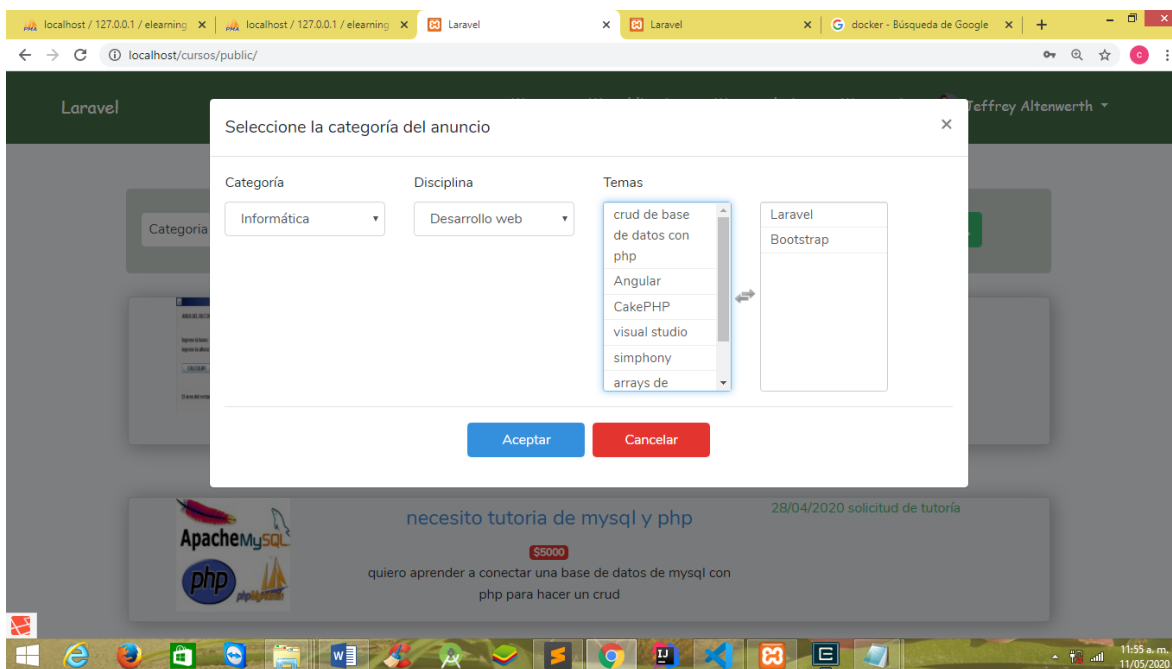 localhost / 127.0.0.1 / elearning
localhost / 127.0.0.1 / elearning
Laravel
Laravel
docker - Búsqueda de Google
localhost/cursos/public/
c
Laravel
Jeffrey Altenwerth
Seleccione la categoría del anuncio
Categoría
Disciplina
Temas
Informática
Desarrollo web
crud de base
de datos con
php
Angular
CakePHP
visual studio
simphony
arrays de
Laravel
Bootstrap
Categoria
Aceptar
Cancelar
necesito tutoria de mysql y php
28/04/2020 solicitud de tutoría
$5000
quiero aprender a conectar una base de datos de mysql con
php para hacer un crud
Apache MySQL
php phpMyAdmin
11:55 a. m.
11/05/2020